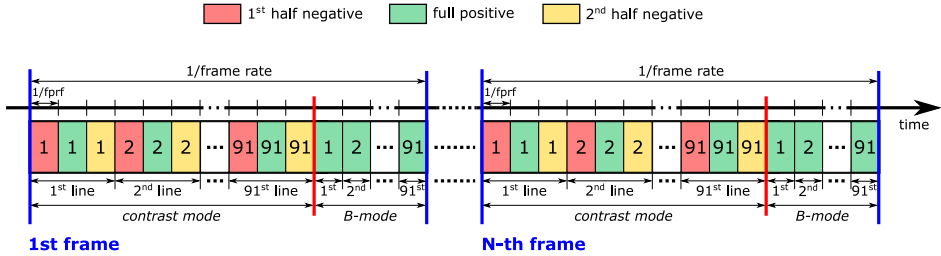 1st half negative full positive 2nd half negative
1/frame rate 1/frame rate
1/fprf 1/fprf
time
1 1 1 2 2 2 ... 91 91 91 1 2 ... 91 1 1 1 2 2 2 ... 91 91 91 1 2 ... 91
1st line 2nd line ... 91st line 1st 2nd ... 91st 1st line 2nd line ... 91st line 1st 2nd ... 91st
contrast mode B-mode contrast mode B-mode
1st frame N-th frame